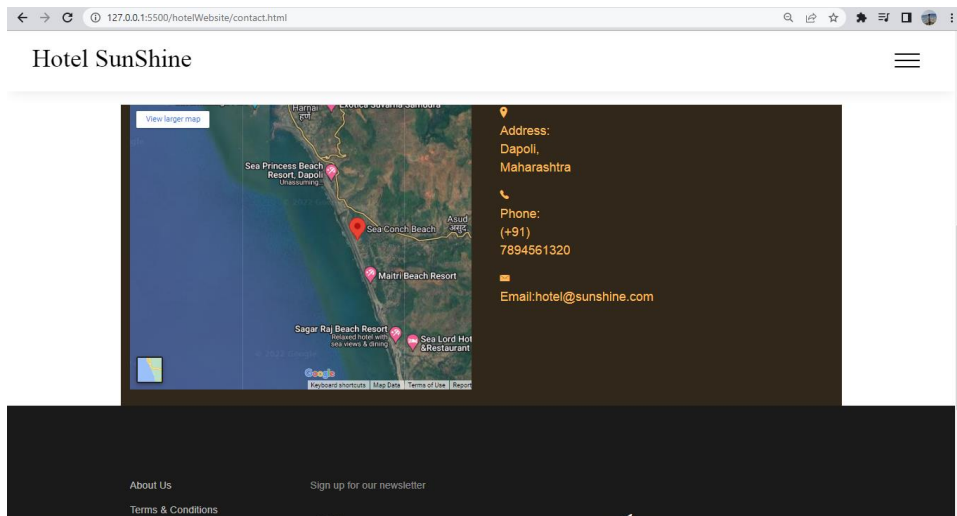 127.0.0.1:5500/hotelWebsite/contact.html
Hotel SunShine
View larger map
Harnai
हर्णे
Exotica Suvarna Samudra
Sea Princess Beach
Resort, Dapoli
Unassuming...
Asud
आसूद
Sea Conch Beach
Maitri Beach Resort
Sagar Raj Beach Resort
Relaxed hotel with
sea views & dining
Sea Lord Hot
&Restaurant
Google
Keyboard shortcuts
Map Data
Terms of Use
Report
Address:
Dapoli,
Maharashtra
Phone:
(+91)
7894561320
Email:hotel@sunshine.com
About Us
Sign up for our newsletter
Terms & Conditions